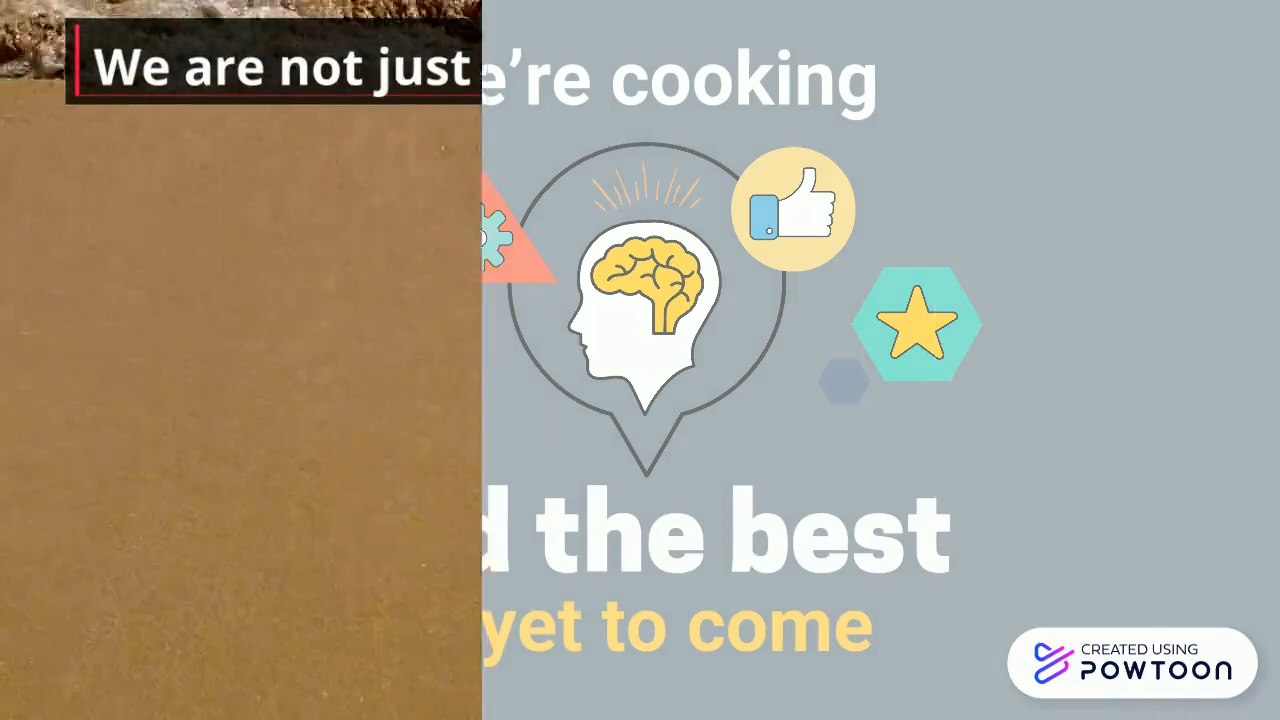 We are not just
e’re cooking
d the best
yet to come
CREATED USING
POWTOON